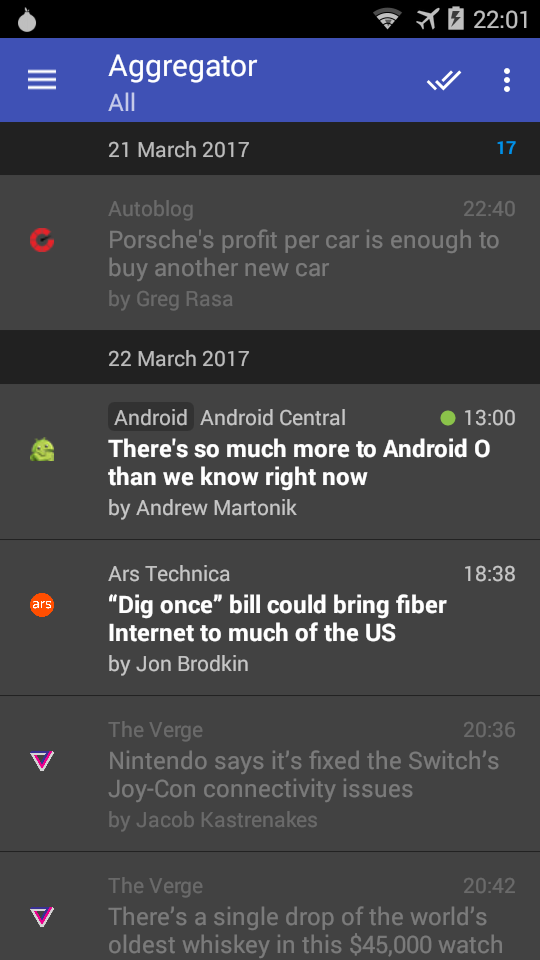 22:01
Aggregator
All
21 March 2017 17
Autoblog 22:40
Porsche's profit per car is enough to
buy another new car
by Greg Rasa
22 March 2017
Android Android Central 13:00
There's so much more to Android O
than we know right now
by Andrew Martonik
Ars Technica 18:38
ars
“Dig once” bill could bring fiber
Internet to much of the US
by Jon Brodkin
The Verge 20:36
Nintendo says it’s fixed the Switch’s
Joy-Con connectivity issues
by Jacob Kastrenakes
The Verge 20:42
There’s a single drop of the world’s
oldest whiskey in this $45,000 watch